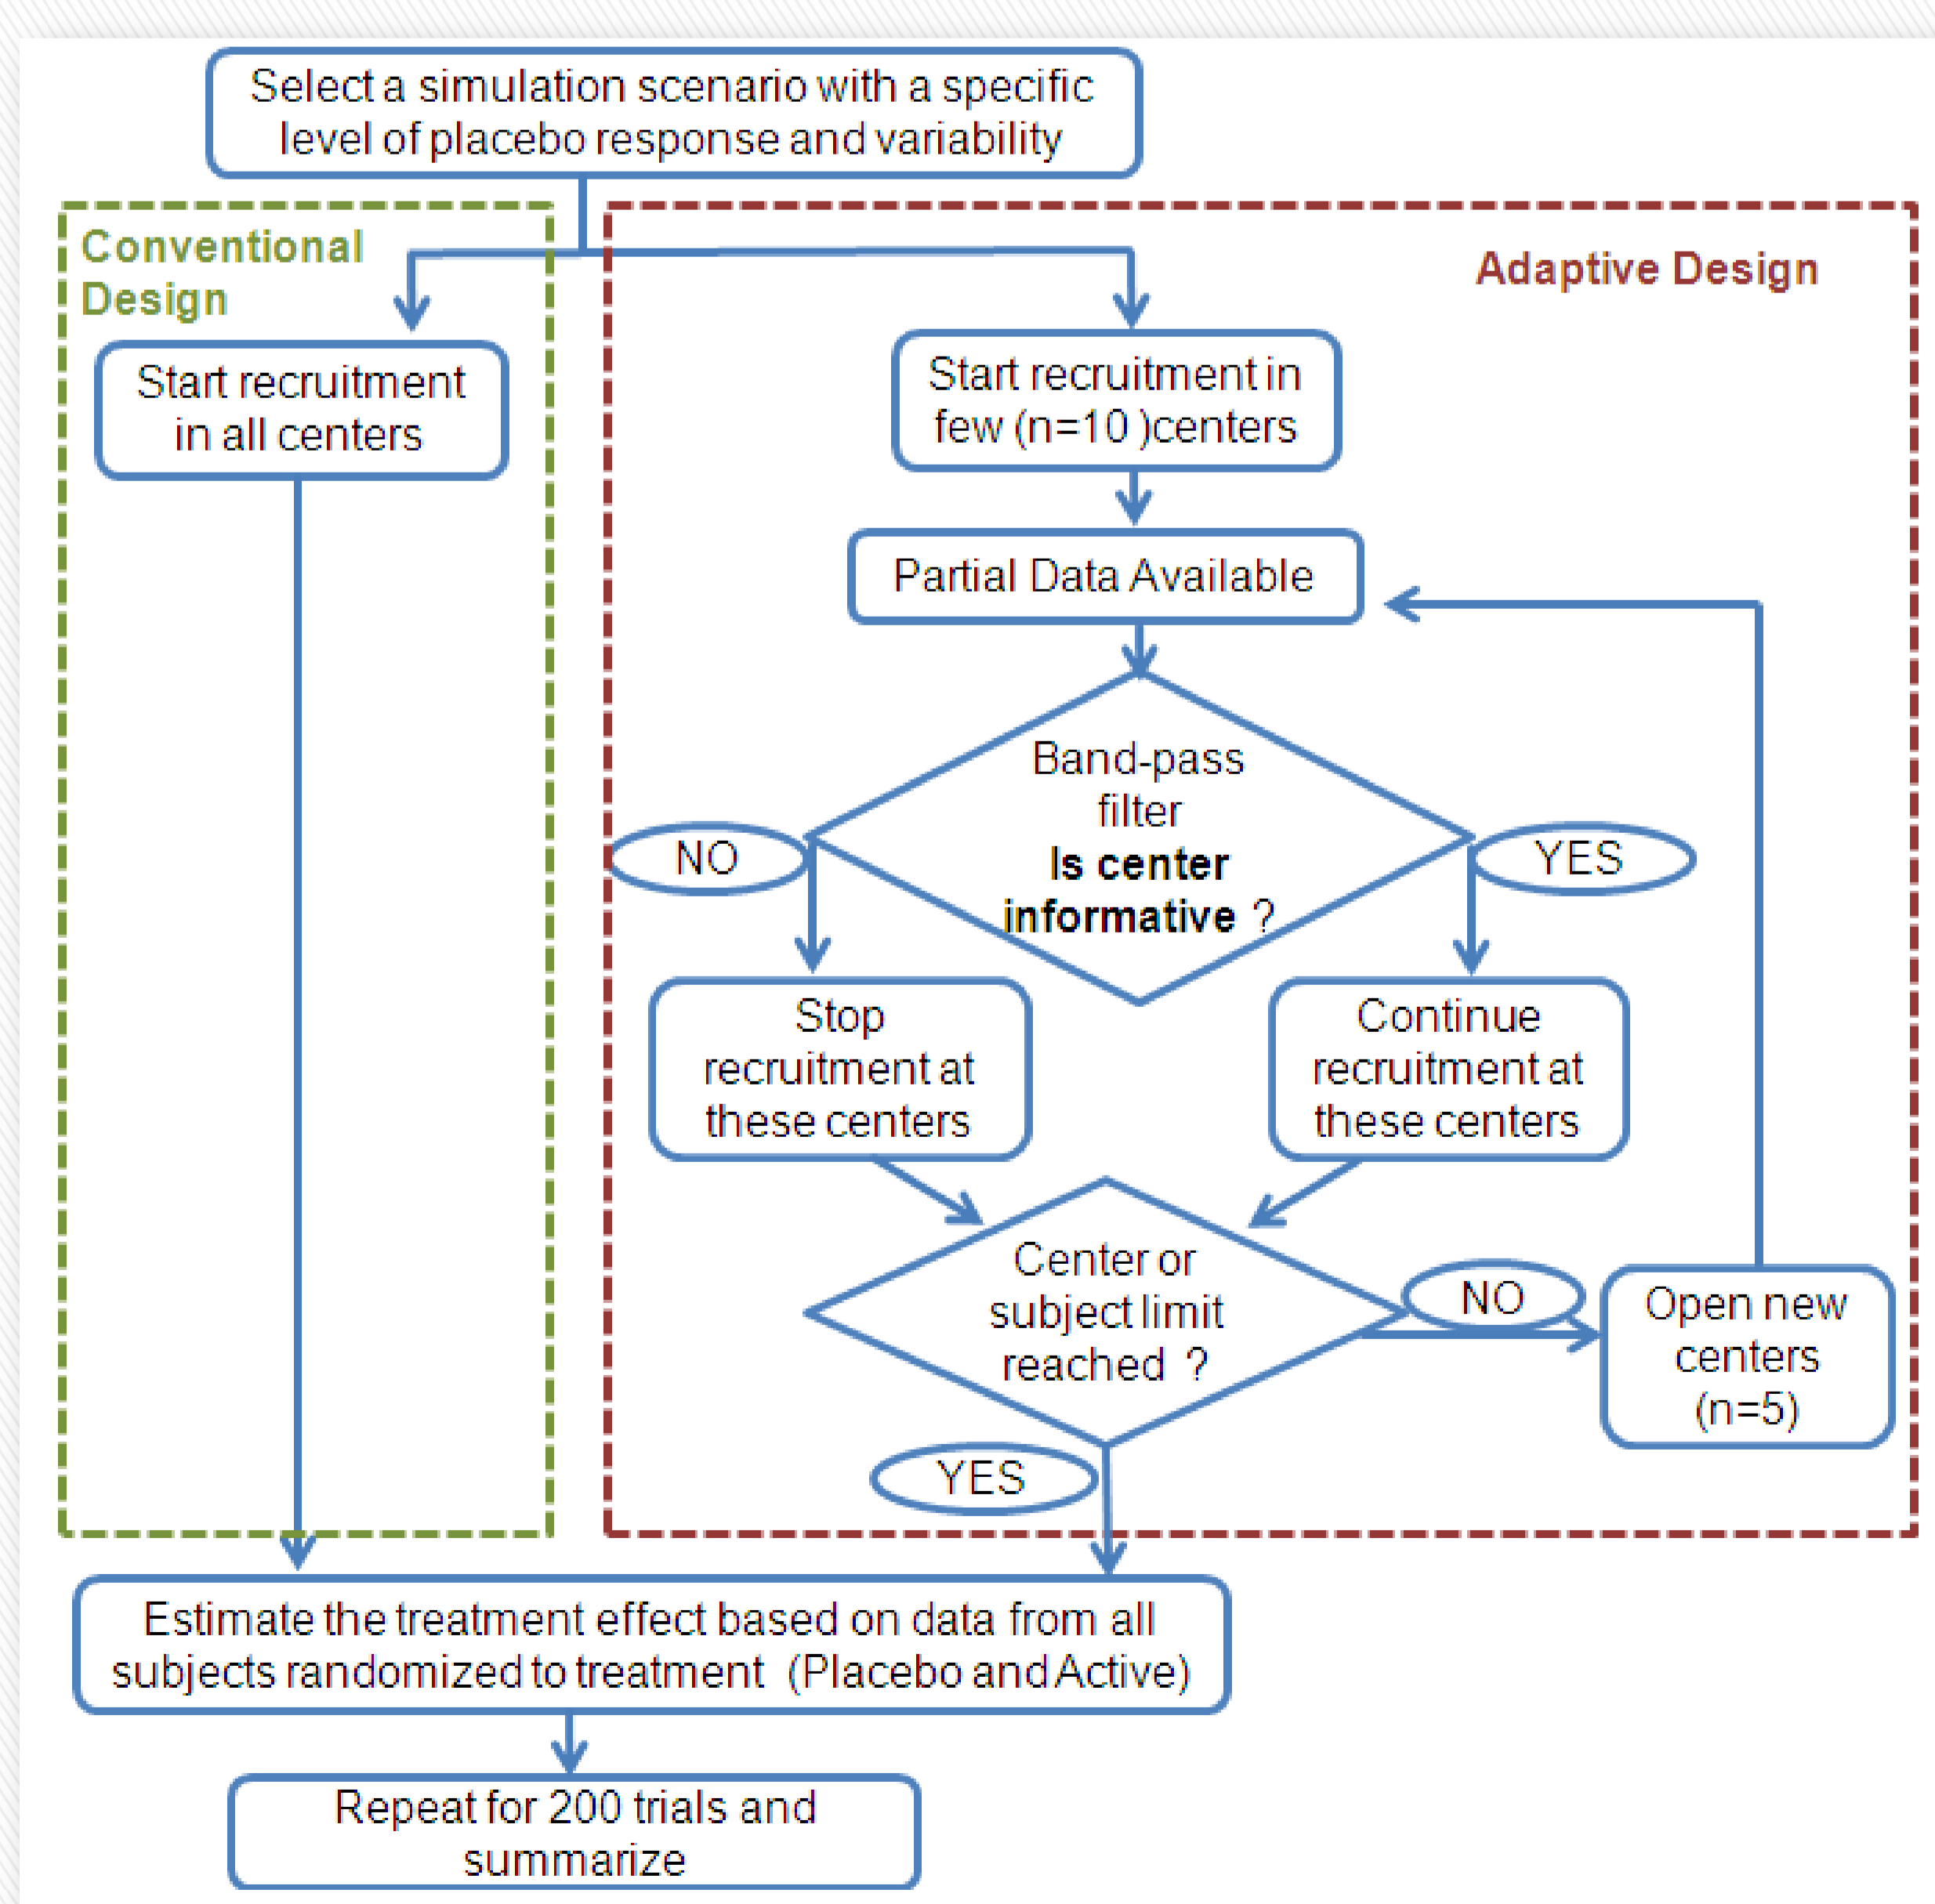 Select a simulation scenario with a specific
level of placebo response and variability
Conventional
Design
Adaptive Design
Start recruitment
in all centers
Start recruitment in
few (n=10 )centers
Partial Data Available
Band-pass
filter
Is center
informative ?
NO
YES
Stop
recruitment at
these centers
Continue
recruitment at
these centers
Center or
subject limit
reached ?
NO
Open new
centers
(n=5)
YES
Estimate the treatment effect based on data from all
subjects randomized to treatment (Placebo and Active)
Repeat for 200 trials and
summarize